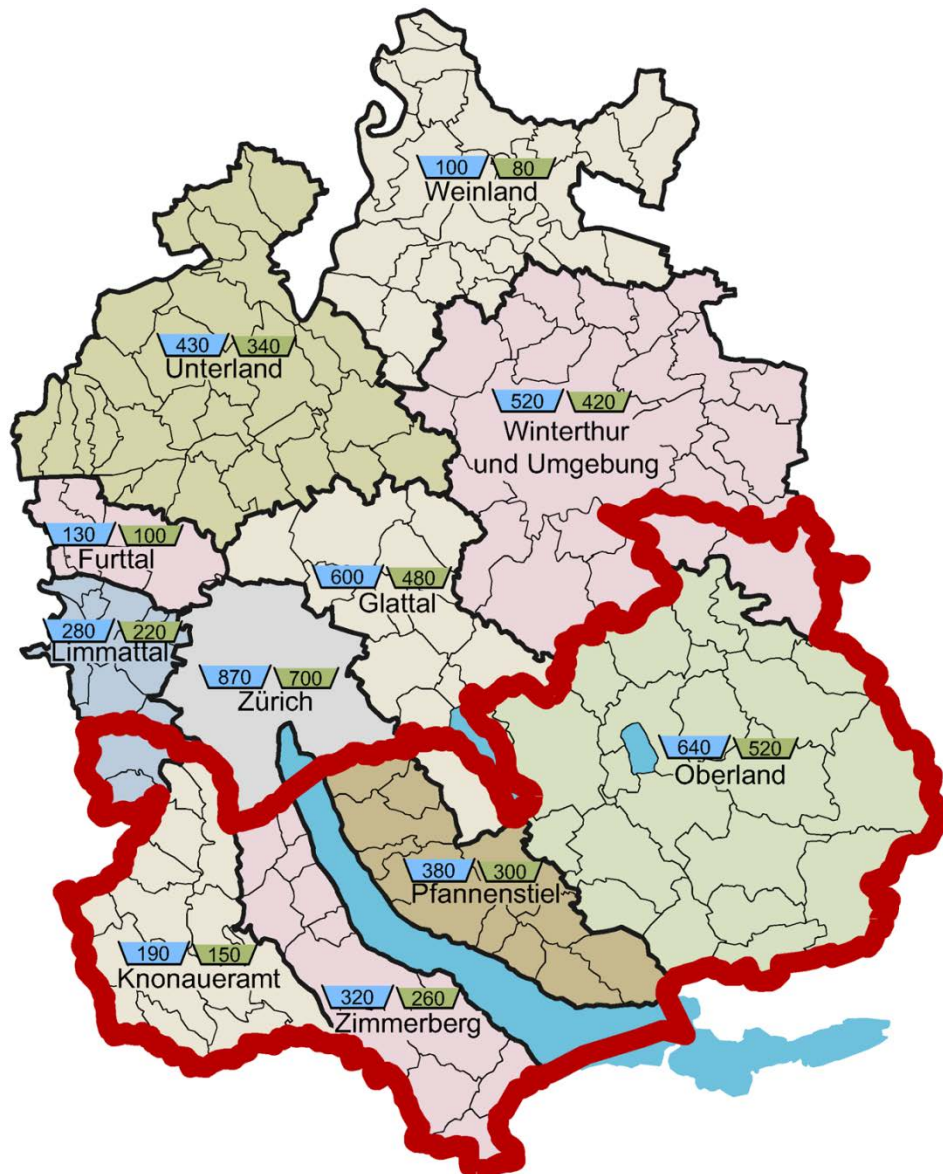 100 80
Weinland
430 340
Unterland
520 420
Winterthur
und Umgebung
130 100
Furttal
600 480
Glattal
280 220
Limmattal
870 700
Zürich
640 520
Oberland
380 300
Pfannenstiel
190 150
Knonaueramt
320 260
Zimmerberg